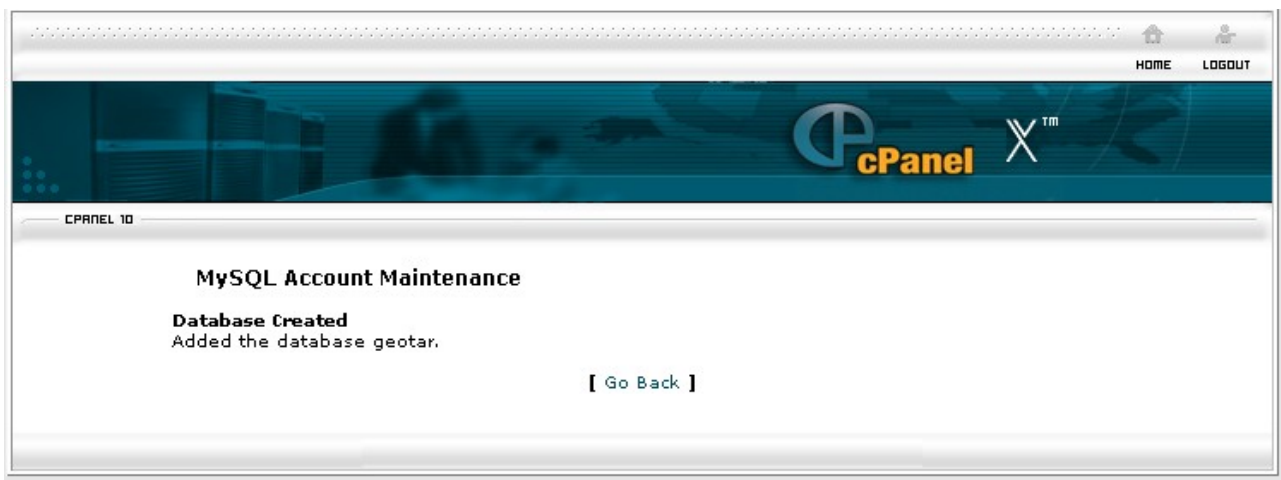 HOME LOGOUT
cPanel X™
CPANEL 10
MySQL Account Maintenance
Database Created
Added the database geotar.
[ Go Back ]